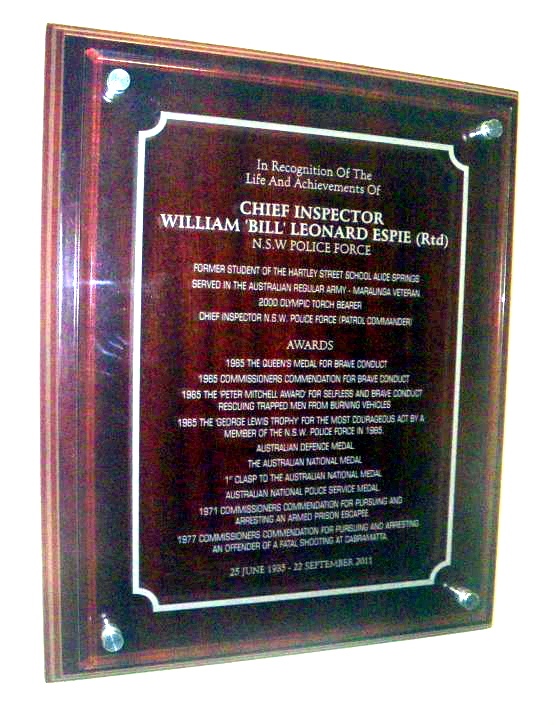 In Recognition Of The
Life And Achievements Of
CHIEF INSPECTOR
WILLIAM 'BILL' LEONARD ESPIE (Rtd)
N.S.W POLICE FORCE
FORMER STUDENT OF THE HARTLEY STREET SCHOOL ALICE SPRINGS
SERVED IN THE AUSTRALIAN REGULAR ARMY - MARALINGA VETERAN
2000 OLYMPIC TORCH BEARER
CHIEF INSPECTOR N.S.W. POLICE FORCE (PATROL COMMANDER)
AWARDS
1965 THE QUEEN'S MEDAL FOR BRAVE CONDUCT
1965 COMMISSIONERS COMMENDATION FOR BRAVE CONDUCT
1965 THE 'PETER MITCHELL AWARD' FOR SELFLESS AND BRAVE CONDUCT
RESCUING TRAPPED MEN FROM BURNING VEHICLES
1965 THE 'GEORGE LEWIS TROPHY' FOR THE MOST COURAGEOUS ACT BY A
MEMBER OF THE N.S.W. POLICE FORCE IN 1965.
AUSTRALIAN DEFENCE MEDAL
THE AUSTRALIAN NATIONAL MEDAL
1ST CLASP TO THE AUSTRALIAN NATIONAL MEDAL
AUSTRALIAN NATIONAL POLICE SERVICE MEDAL
1971 COMMISSIONERS COMMENDATION FOR PURSUING AND
ARRESTING AN ARMED PRISON ESCAPEE.
1977 COMMISSIONERS COMMENDATION FOR PURSUING AND ARRESTING
AN OFFENDER OF A FATAL SHOOTING AT CABRAMATTA.
25 JUNE 1935 - 22 SEPTEMBER 2011